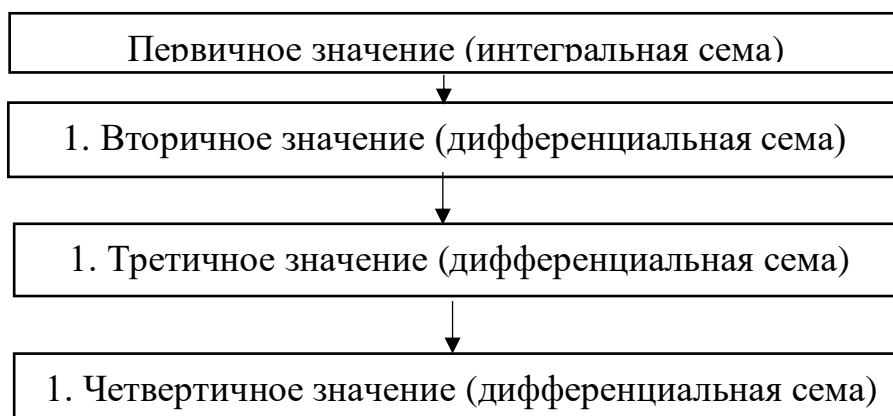 Первичное значение (интегральная сема)
1. Вторичное значение (дифференциальная сема)
1. Третичное значение (дифференциальная сема)
1. Четвертичное значение (дифференциальная сема)